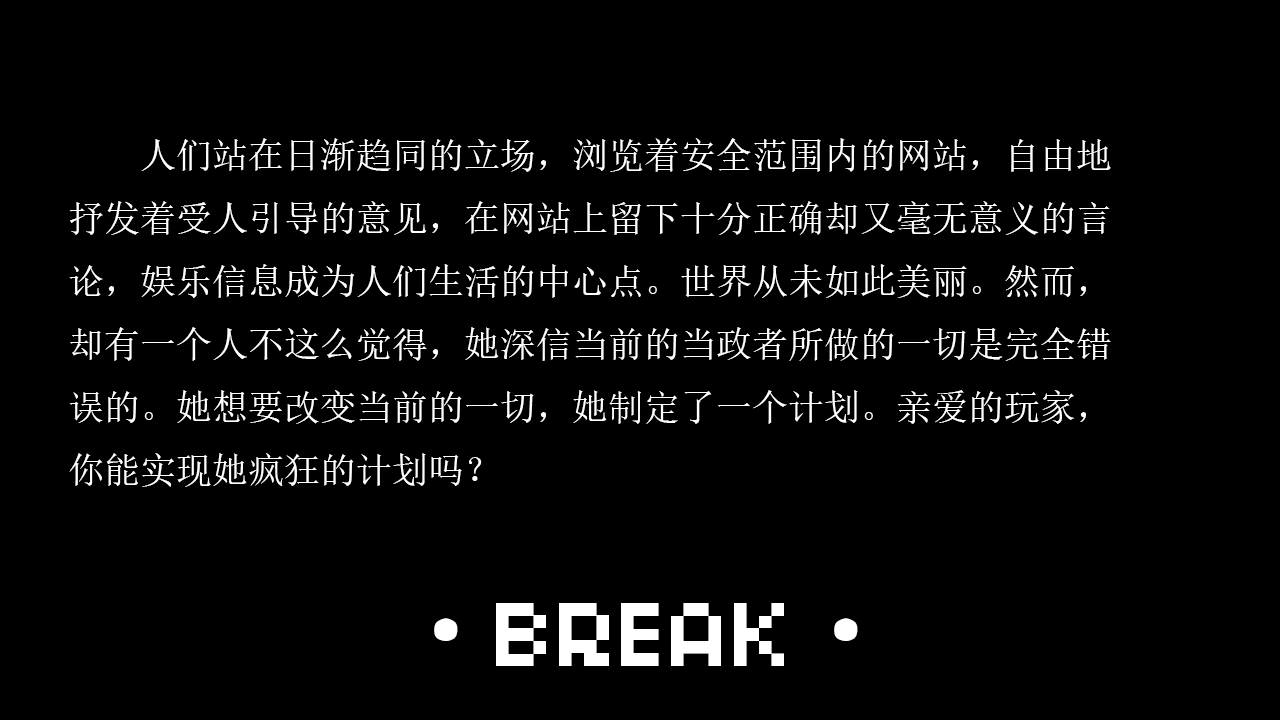 人们站在日渐趋同的立场，浏览着安全范围内的网站，自由地
抒发着受人引导的意见，在网站上留下十分正确却又毫无意义的言
论，娱乐信息成为人们生活的中心点。世界从未如此美丽。然而，
却有一个人不这么觉得，她深信当前的当政者所做的一切是完全错
误的。她想要改变当前的一切，她制定了一个计划。亲爱的玩家，
你能实现她疯狂的计划吗？
• BREAK •